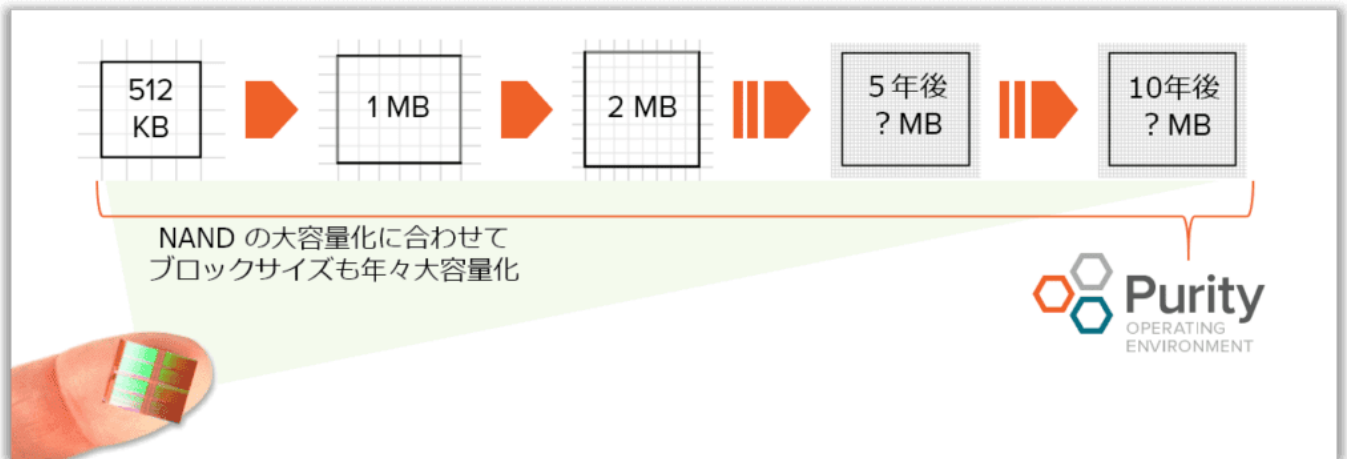 512
KB
1 MB
2 MB
5 年後
? MB
10年後
? MB
NAND の大容量化に合わせて
ブロックサイズも年々大容量化
Purity
OPERATING
ENVIRONMENT